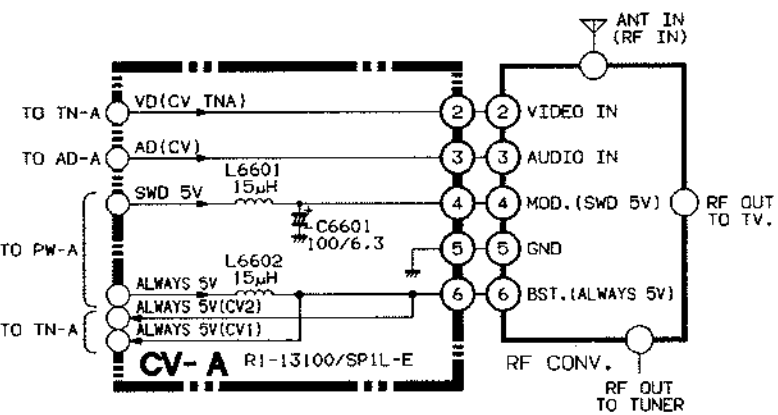 ANT IN
(RF IN)
TO TN-A
VD(CV TNA)
2
2
VIDEO IN
TO AD-A
AD(CV)
3
3
AUDIO IN
L6601
15μH
SWD 5V
4
4
MOD.(SWD 5V)
RF OUT
TO TV.
C6601
100/6.3
TO PW-A
5
5
GND
L6602
15μH
ALWAYS 5V
6
6
BST.(ALWAYS 5V)
ALWAYS 5V(CV2)
TO TN-A
ALWAYS 5V(CV1)
CV-A
R1-13100/SP1L-E
RF CONV.
RF OUT
TO TUNER